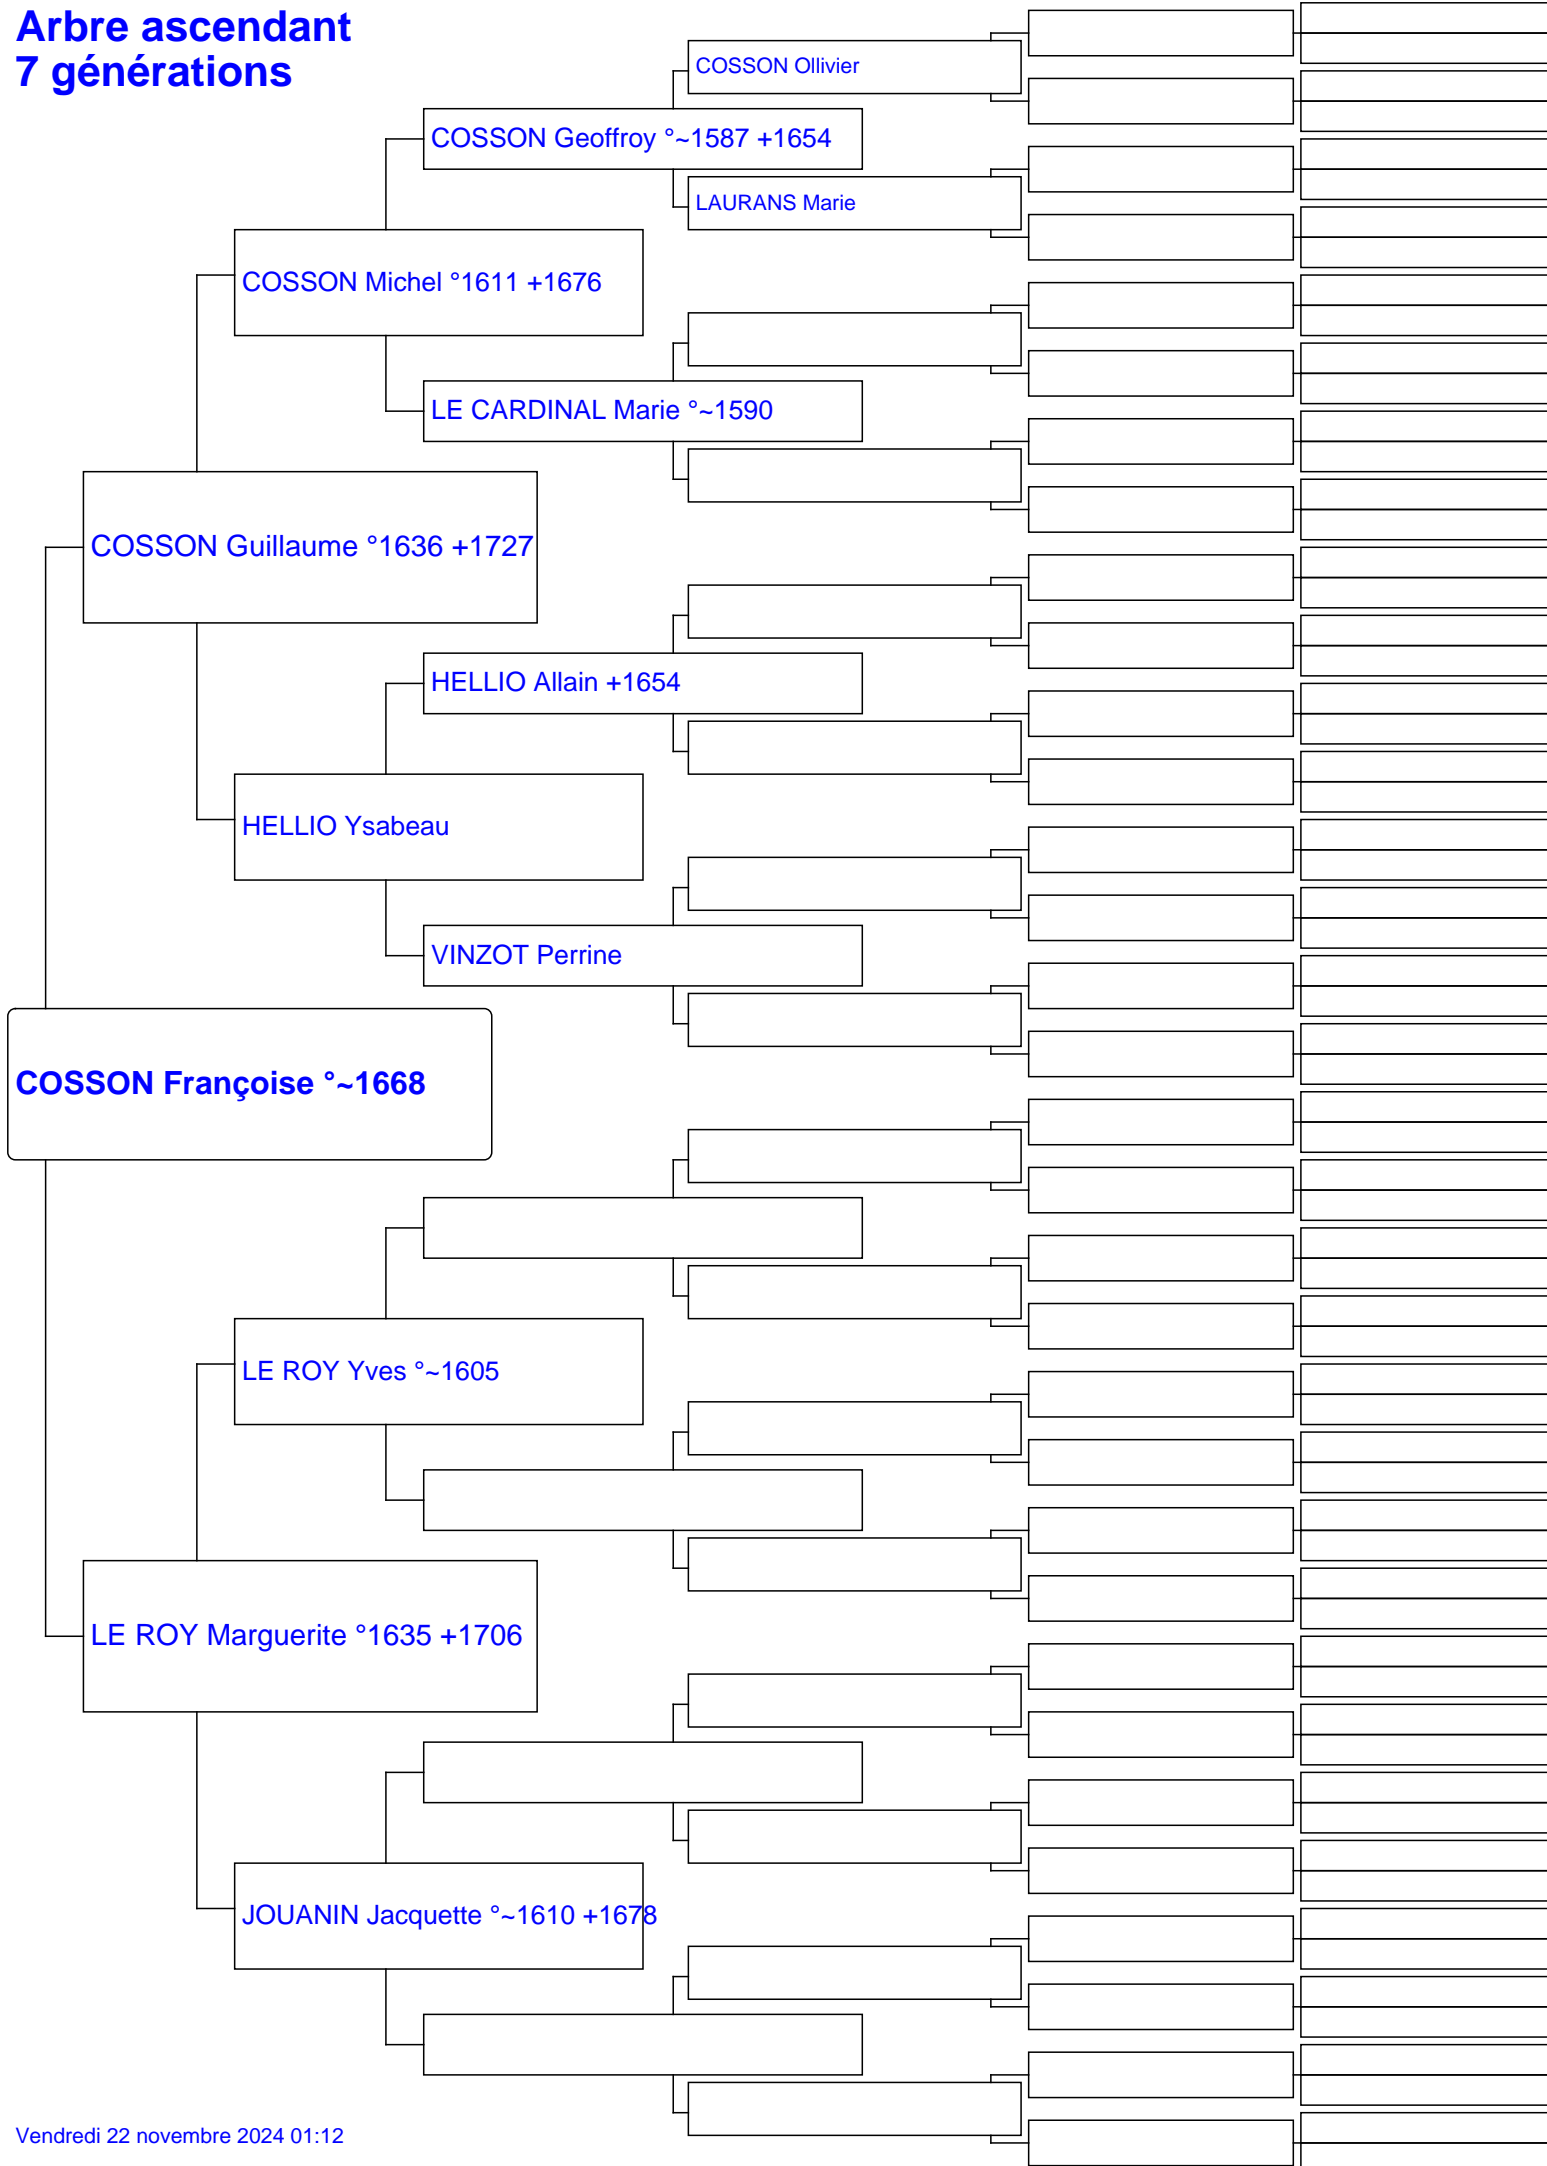 Arbre ascendant
7 générations
COSSON Ollivier
COSSON Geoffroy °~1587 +1654
LAURANS Marie
COSSON Michel °1611 +1676
LE CARDINAL Marie °~1590
COSSON Guillaume °1636 +1727
HELLIO Allain +1654
HELLIO Ysabeau
VINZOT Perrine
COSSON Françoise °~1668
LE ROY Yves °~1605
LE ROY Marguerite °1635 +1706
JOUANIN Jacquette °~1610 +1678
Vendredi 22 novembre 2024 01:12